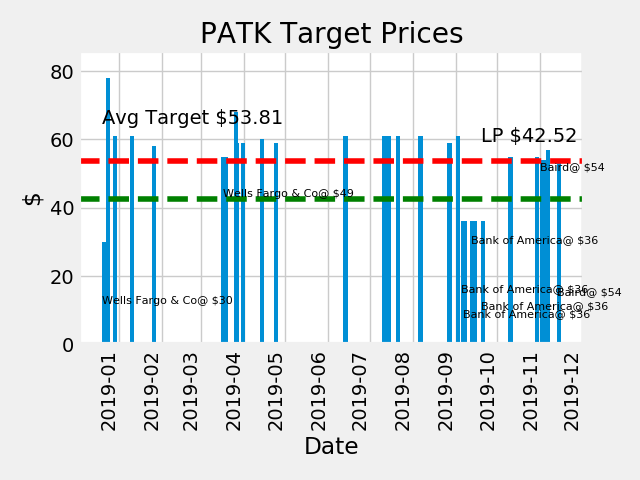 PATK Target Prices
80
60
40
20
0
$
Avg Target $53.81
LP $42.52
Baird@ $54
Wells Fargo & Co@ $49
Bank of America@ $36
Bank of America@ $36
Baird@ $54
Wells Fargo & Co@ $30
Bank of America@ $36
Bank of America@ $36
2019-01
2019-02
2019-03
2019-04
2019-05
2019-06
2019-07
2019-08
2019-09
2019-10
2019-11
2019-12
Date